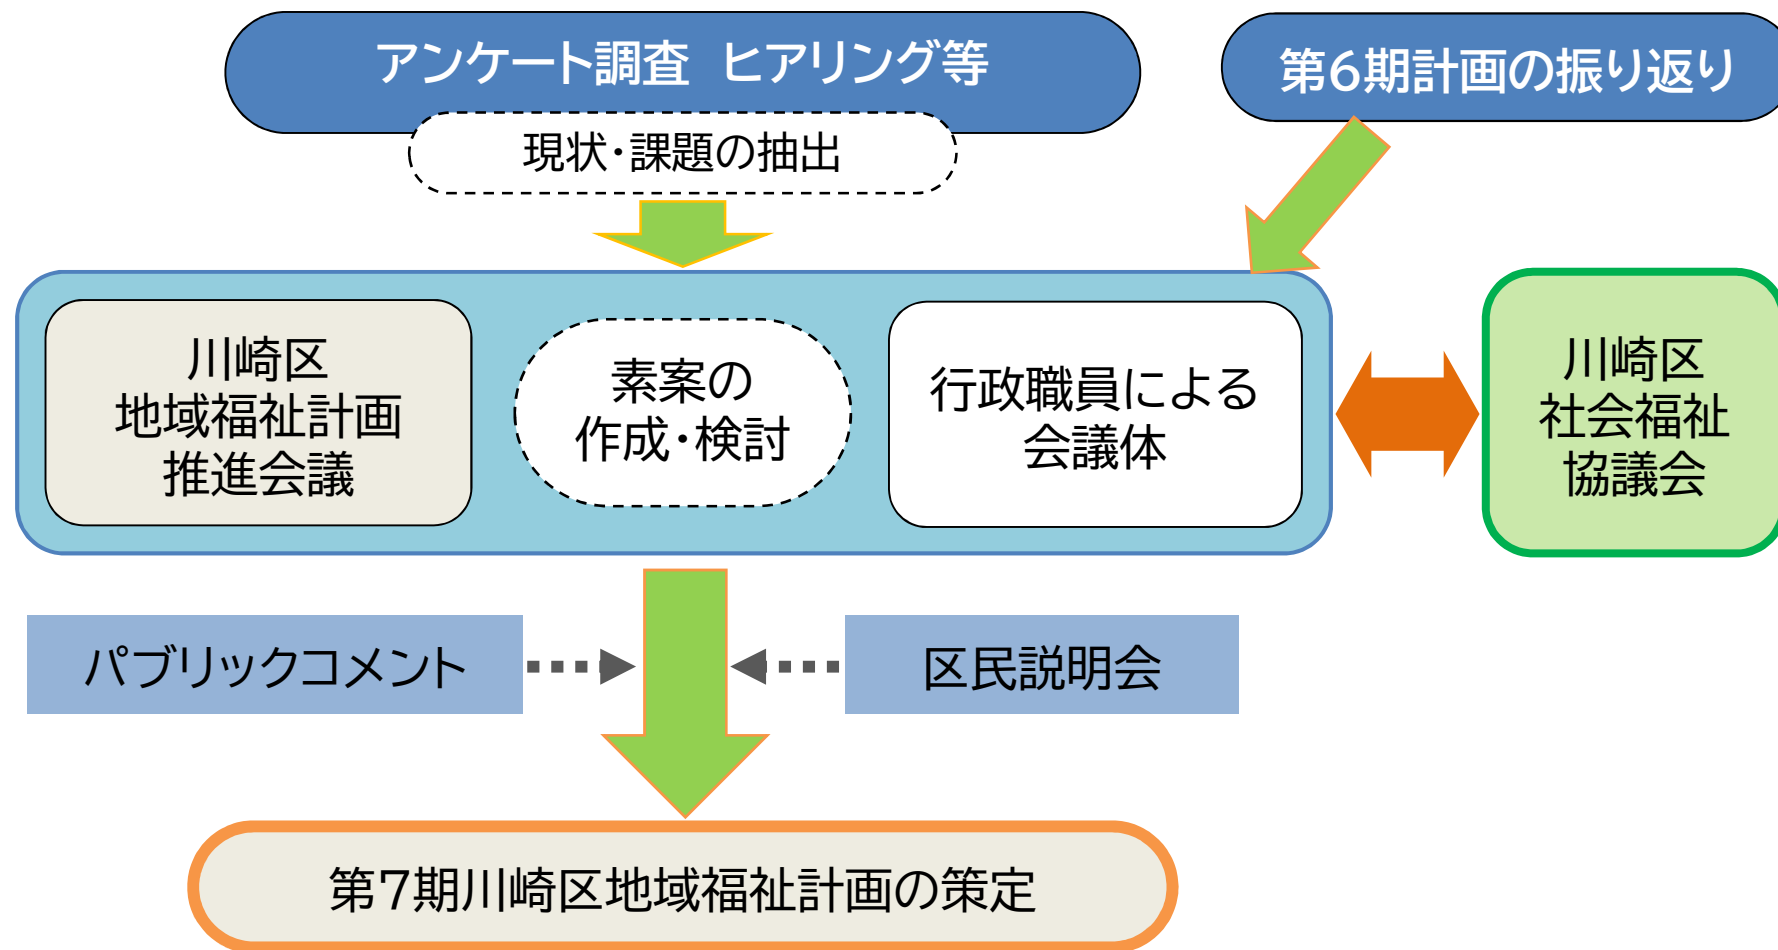 アンケート調査 ヒアリング等
第6期計画の振り返り
現状・課題の抽出
川崎区
地域福祉計画
推進会議
素案の
作成・検討
行政職員による
会議体
川崎区
社会福祉
協議会
パブリックコメント
区民説明会
第7期川崎区地域福祉計画の策定